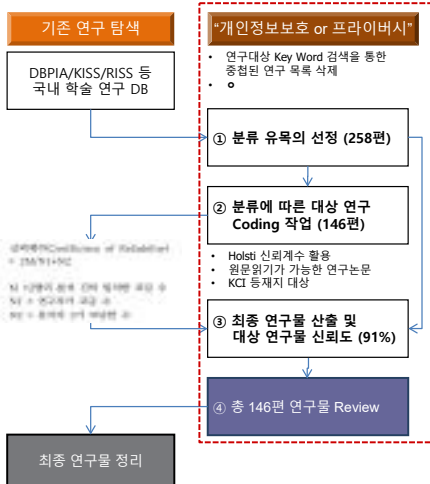 기존 연구 탐색
DBPIA/KISS/RISS 등
국내 학술 연구 DB
“개인정보보호 or 프라이버시”
• 연구대상 Key Word 검색을 통한
중첩된 연구 목록 삭제
•
① 분류 유목의 선정 (258편)
② 분류에 따른 대상 연구
Coding 작업 (146편)
• Holsti 신뢰계수 활용
• 원문읽기가 가능한 연구논문
• KCI 등재지 대상
③ 최종 연구물 산출 및
대상 연구물 신뢰도 (91%)
④ 총 146편 연구물 Review
최종 연구물 정리